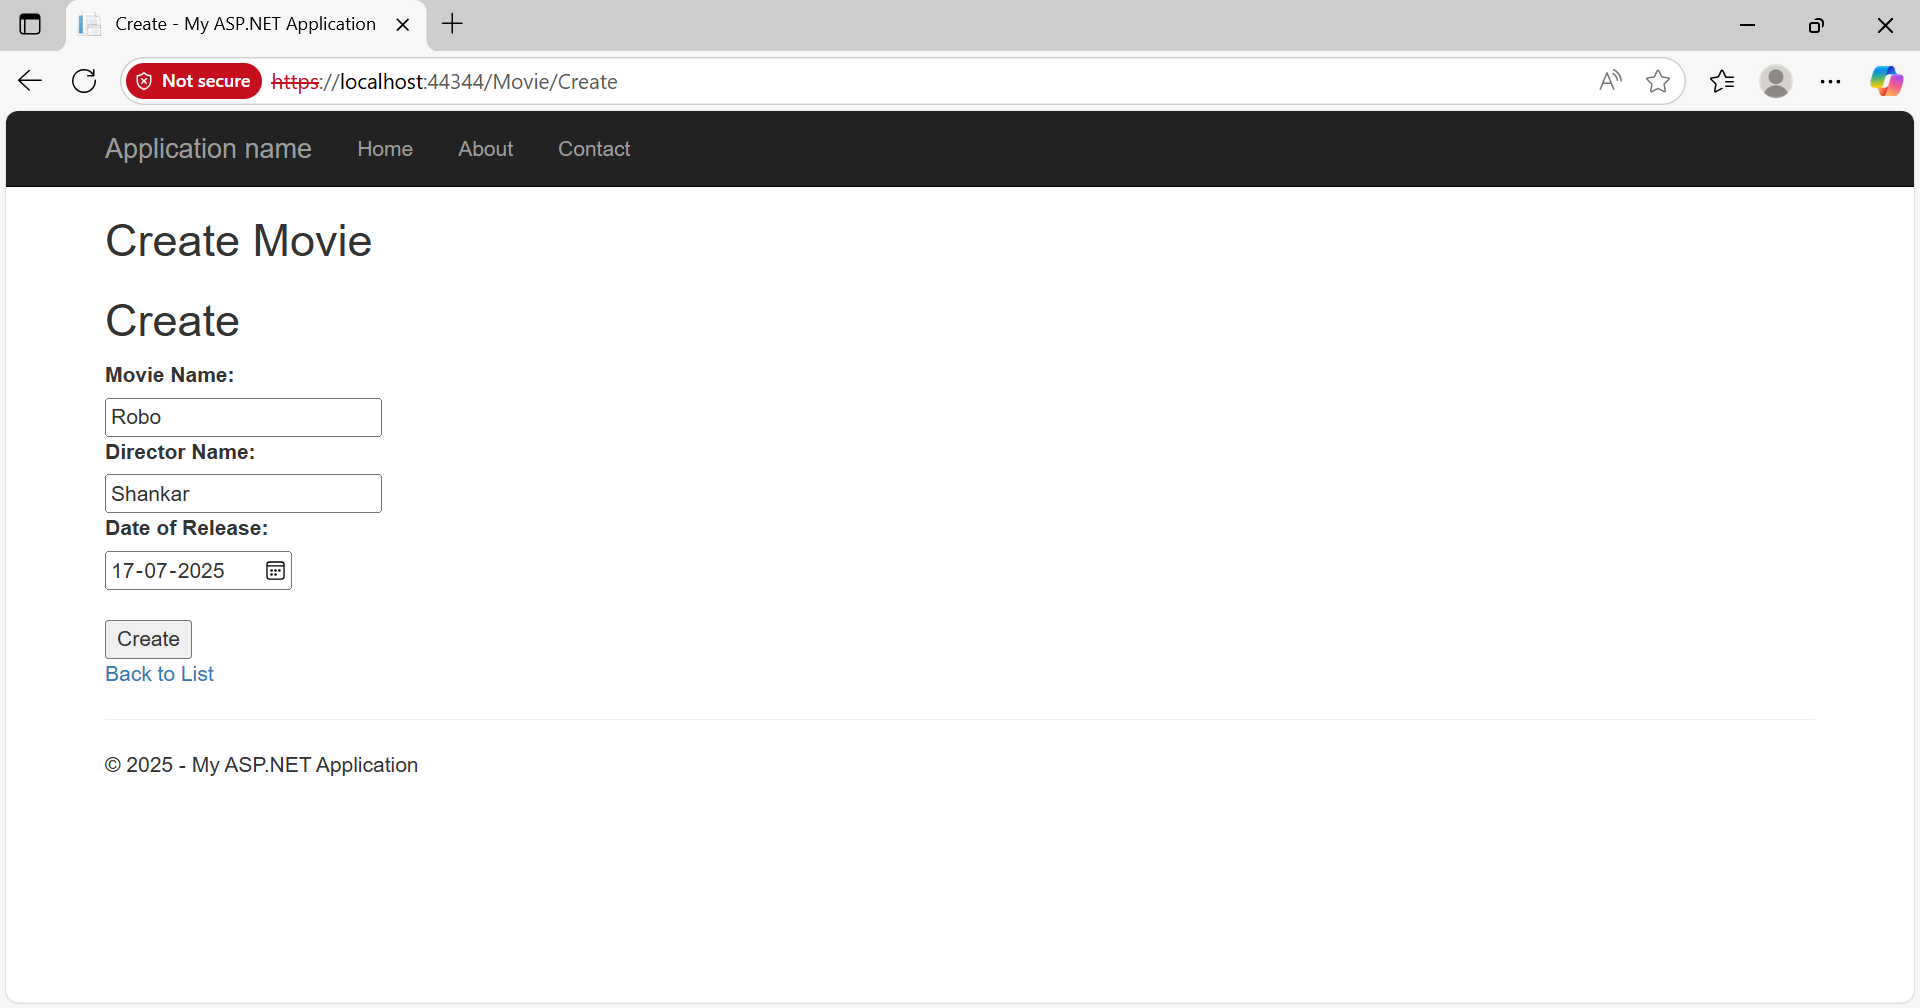 Create - My ASP.NET Application
Not secure https://localhost:44344/Movie/Create
Application name Home About Contact
Create Movie
Create
Movie Name:
Robo
Director Name:
Shankar
Date of Release:
17-07-2025
Create
Back to List
© 2025 - My ASP.NET Application